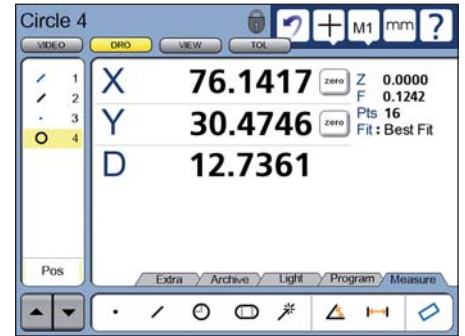 Circle 4
M1 mm ?
VIDEO DRO VIEW TOL
1
2
3
4
X 76.1417 zero
Y 30.4746 zero
D 12.7361
Z 0.0000
F 0.1242
Pts 16
Fit : Best Fit
Pos
Extra Archive Light Program Measure